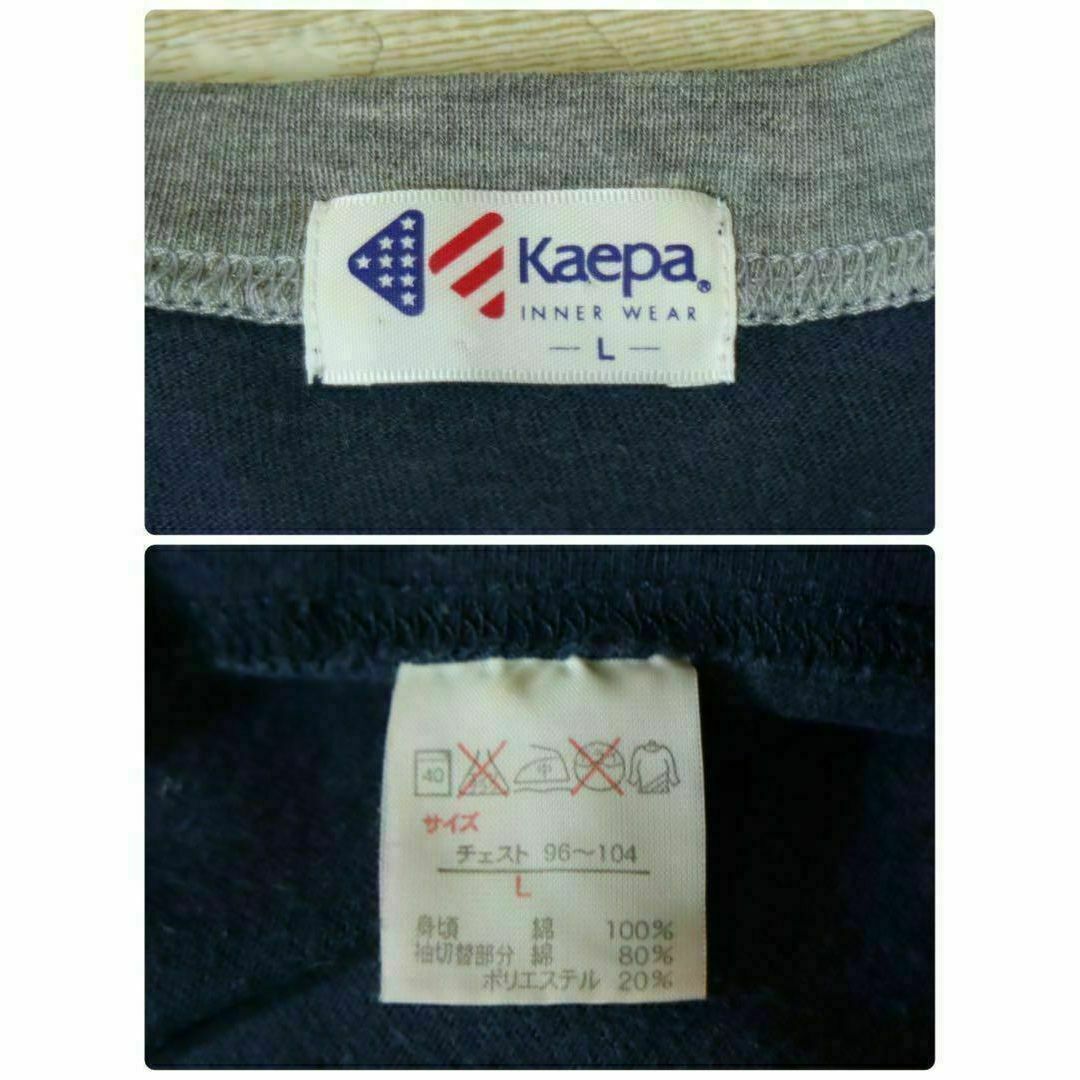 Kaepa®
INNER WEAR
— L —
40 中
サイズ
チェスト 96〜104
L
身頃 綿 100%
袖切替部分 綿 80%
ポリエステル 20%